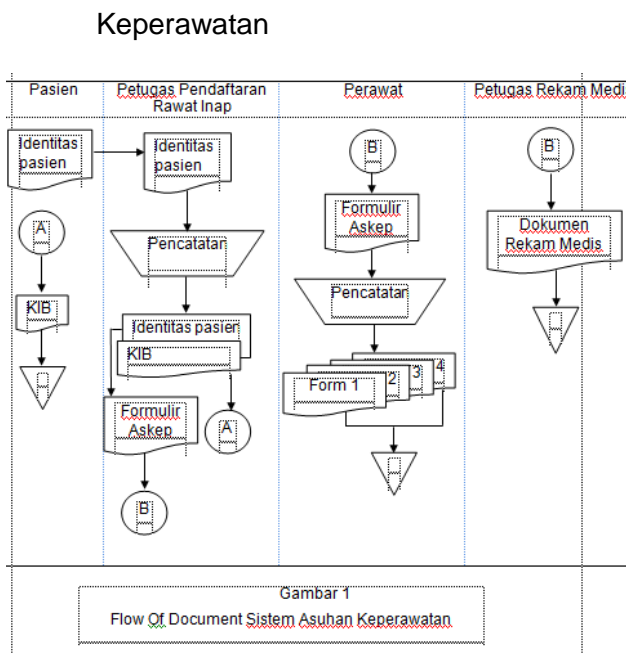 Keperawatan
Pasien
Petugas Pendaftaran
Rawat Inap
Perawat
Petugas Rekam Medi
Identitas
pasien
Identitas
pasien
A
Pencatatan
KIB
Identitas pasien
KIB
Formulir
Askep
A
B
B
Formulir
Askep
Pencatatan
Form 1
2
3
4
B
Dokumen
Rekam Medis
Gambar 1
Flow Of Document Sistem Asuhan Keperawatan